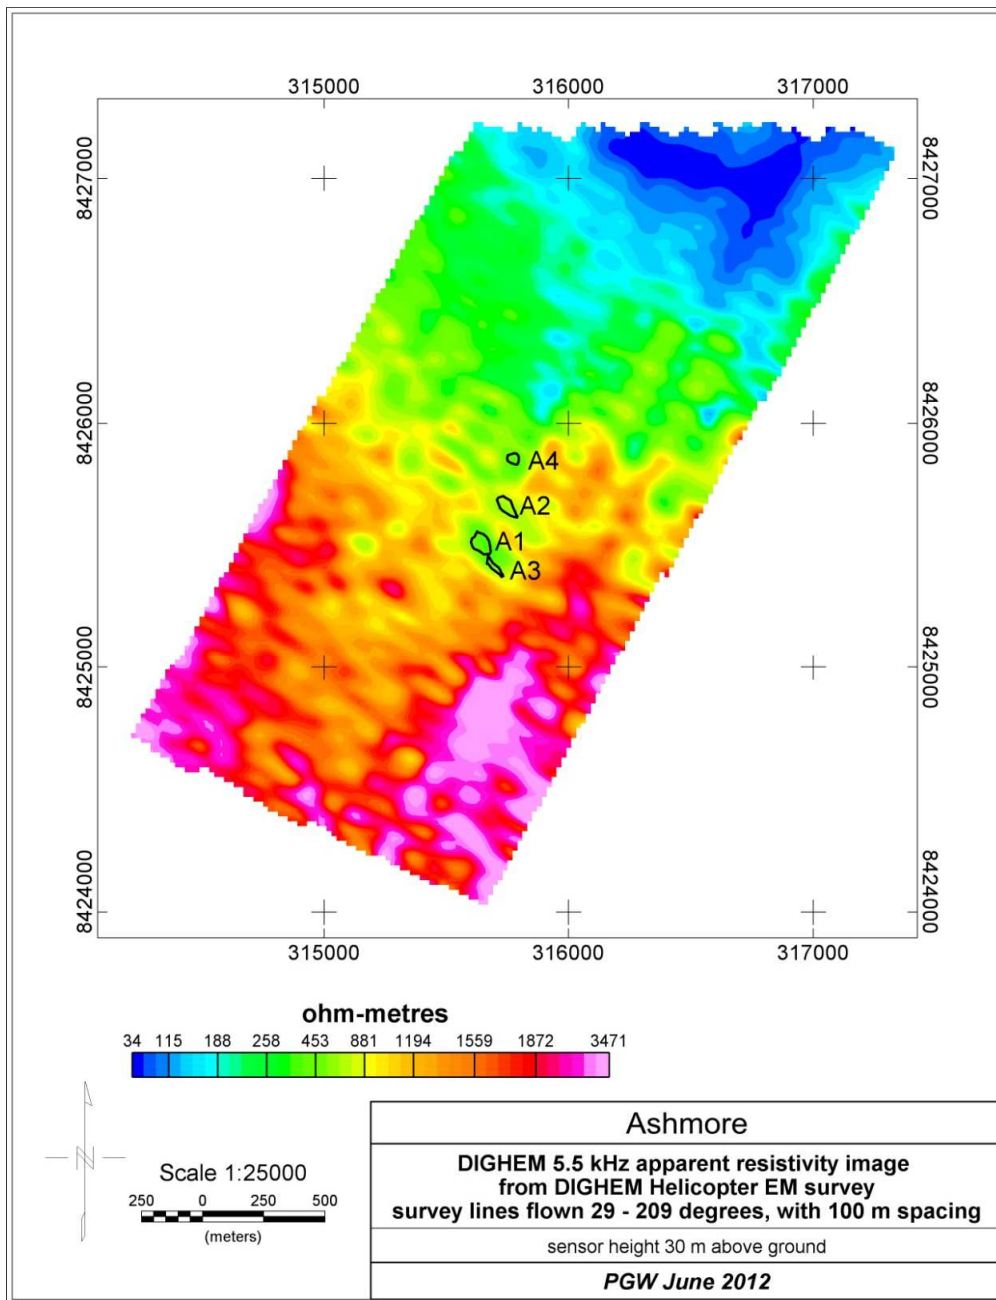 315000 316000 317000
8427000 8427000
8426000 8426000
A4
A2
A1
A3
8425000 8425000
8424000 8424000
315000 316000 317000
ohm-metres
34 115 188 258 453 881 1194 1559 1872 3471
N
Scale 1:25000
250 0 250 500
(meters)
Ashmore
DIGHEM 5.5 kHz apparent resistivity image
from DIGHEM Helicopter EM survey
survey lines flown 29 - 209 degrees, with 100 m spacing
sensor height 30 m above ground
PGW June 2012